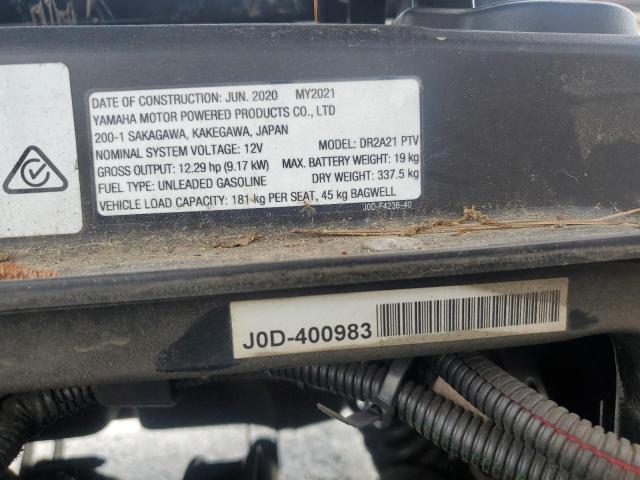 DATE OF CONSTRUCTION: JUN. 2020 MY2021
YAMAHA MOTOR POWERED PRODUCTS CO., LTD
200-1 SAKAGAWA, KAKEGAWA, JAPAN
NOMINAL SYSTEM VOLTAGE: 12V MODEL: DR2A21 PTV
GROSS OUTPUT: 12.29 hp (9.17 kW) MAX. BATTERY WEIGHT: 19 kg
FUEL TYPE: UNLEADED GASOLINE DRY WEIGHT: 337.5 kg
VEHICLE LOAD CAPACITY: 181 kg PER SEAT, 45 kg BAGWELL
J0D-F4236-40
J0D-400983